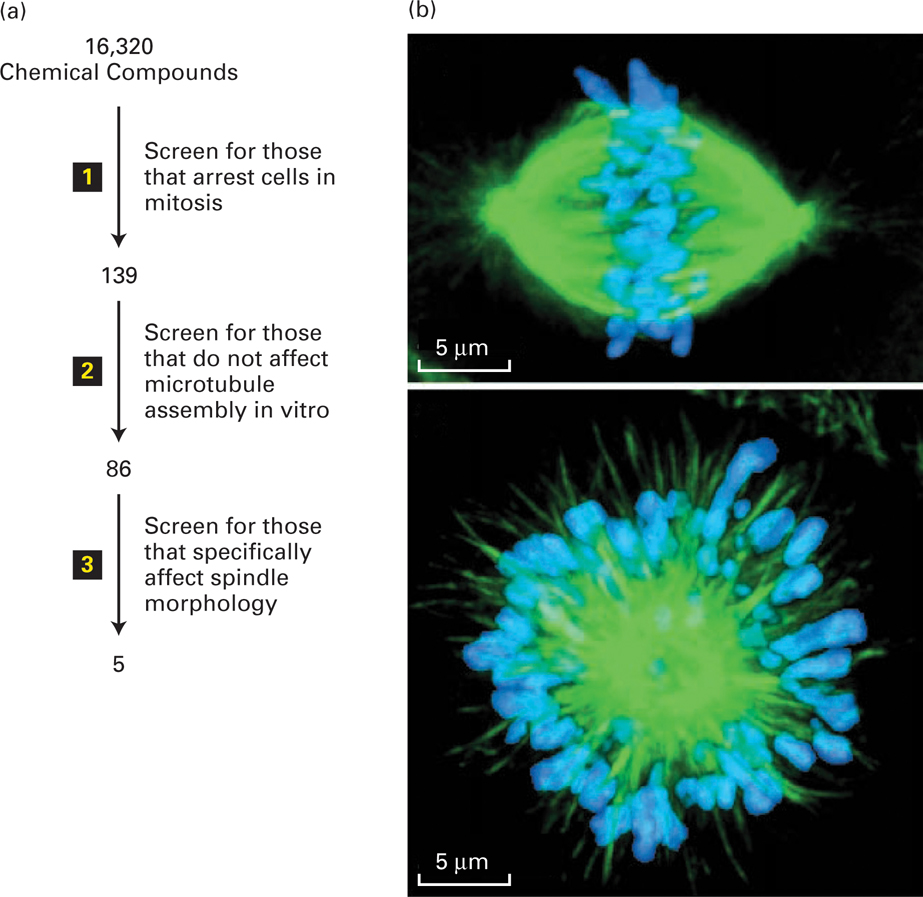 (a)
16,320
Chemical Compounds
1
Screen for those
that arrest cells in
mitosis
139
2
Screen for those
that do not affect
microtubule
assembly in vitro
86
3
Screen for those
that specifically
affect spindle
morphology
5
(b)
5 μm
5 μm